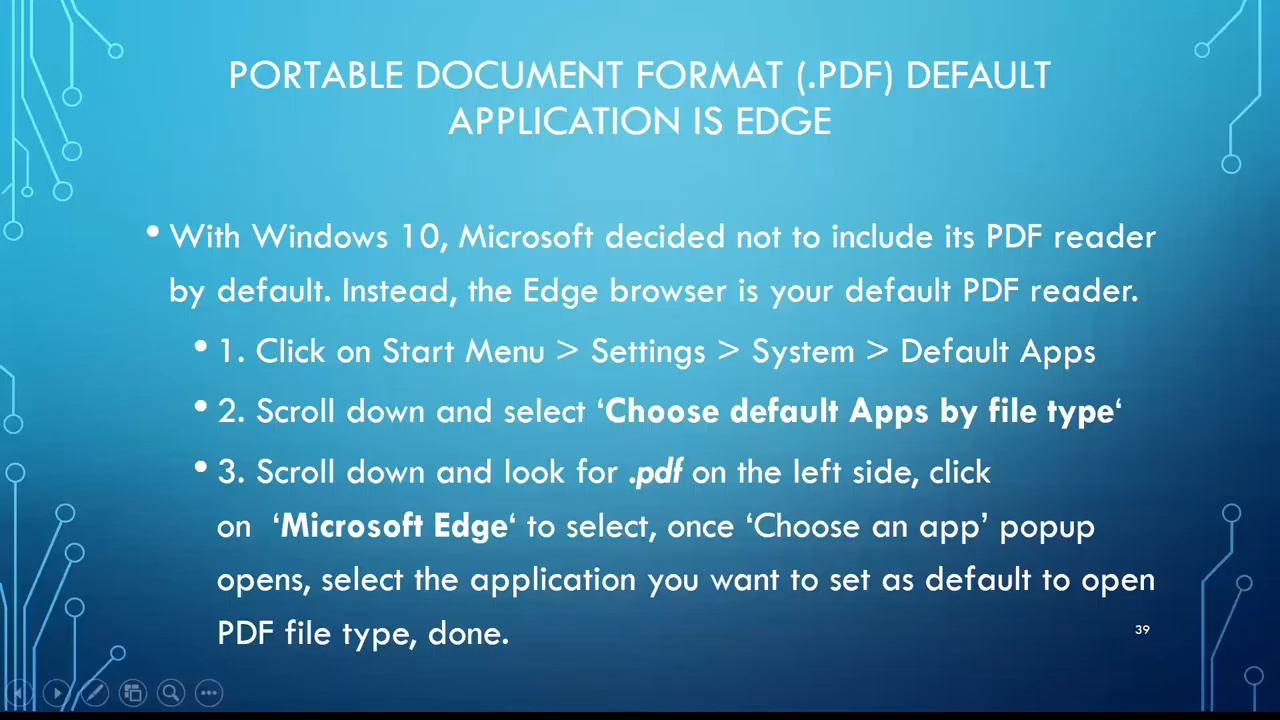 PORTABLE DOCUMENT FORMAT (.PDF) DEFAULT
APPLICATION IS EDGE
• With Windows 10, Microsoft decided not to include its PDF reader
by default. Instead, the Edge browser is your default PDF reader.
• 1. Click on Start Menu > Settings > System > Default Apps
• 2. Scroll down and select ‘Choose default Apps by file type‘
• 3. Scroll down and look for .pdf on the left side, click
on ‘Microsoft Edge‘ to select, once ‘Choose an app’ popup
opens, select the application you want to set as default to open
PDF file type, done.
39